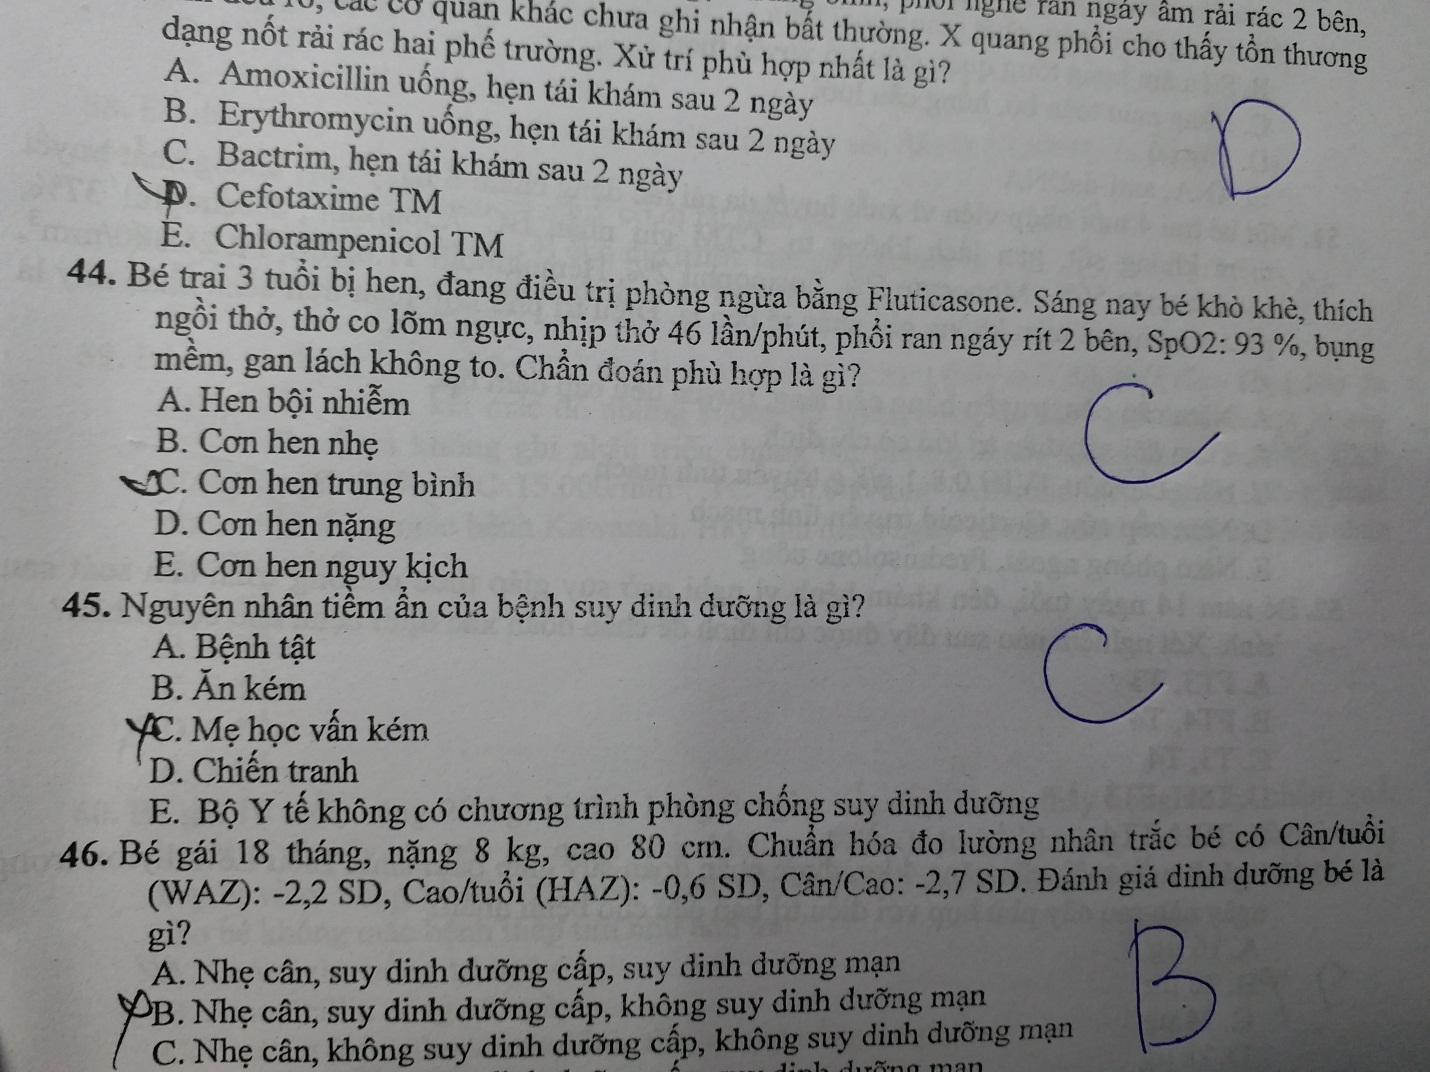 các cơ quan khác chưa ghi nhận bất thường. X quang phổi cho thấy tổn thương
phổi nghe ran ngáy âm rải rác 2 bên,
dạng nốt rải rác hai phế trường. Xử trí phù hợp nhất là gì?
A. Amoxicillin uống, hẹn tái khám sau 2 ngày
B. Erythromycin uống, hẹn tái khám sau 2 ngày
C. Bactrim, hẹn tái khám sau 2 ngày
D
D. Cefotaxime TM
E. Chlorampenicol TM
44. Bé trai 3 tuổi bị hen, đang điều trị phòng ngừa bằng Fluticasone. Sáng nay bé khò khè, thích
ngồi thở, thở co lõm ngực, nhịp thở 46 lần/phút, phổi ran ngáy rít 2 bên, SpO2: 93 %, bụng
mềm, gan lách không to. Chẩn đoán phù hợp là gì?
A. Hen bội nhiễm
C
B. Cơn hen nhẹ
C. Cơn hen trung bình
D. Cơn hen nặng
E. Cơn hen nguy kịch
45. Nguyên nhân tiềm ẩn của bệnh suy dinh dưỡng là gì?
A. Bệnh tật
C
B. Ăn kém
C. Mẹ học vấn kém
D. Chiến tranh
E. Bộ Y tế không có chương trình phòng chống suy dinh dưỡng
46. Bé gái 18 tháng, nặng 8 kg, cao 80 cm. Chuẩn hóa đo lường nhân trắc bé có Cân/tuổi
(WAZ): -2,2 SD, Cao/tuổi (HAZ): -0,6 SD, Cân/Cao: -2,7 SD. Đánh giá dinh dưỡng bé là
gì?
A. Nhẹ cân, suy dinh dưỡng cấp, suy dinh dưỡng mạn
B
B. Nhẹ cân, suy dinh dưỡng cấp, không suy dinh dưỡng mạn
C. Nhẹ cân, không suy dinh dưỡng cấp, không suy dinh dưỡng mạn
dinh dưỡng mạn